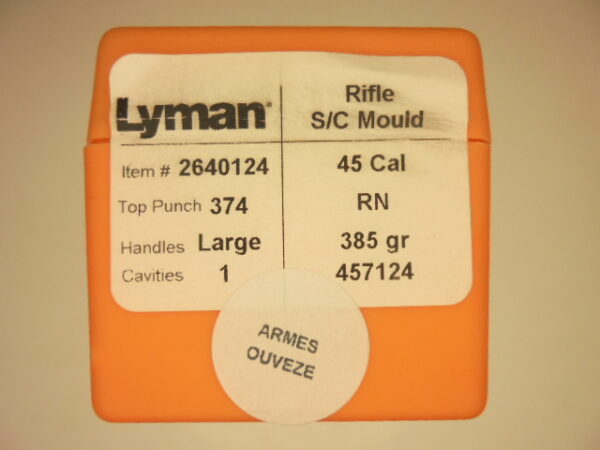 Lyman®
Rifle
S/C Mould
Item # 2640124
45 Cal
Top Punch 374
RN
Handles Large
385 gr
Cavities 1
457124
ARMES
OUVEZE